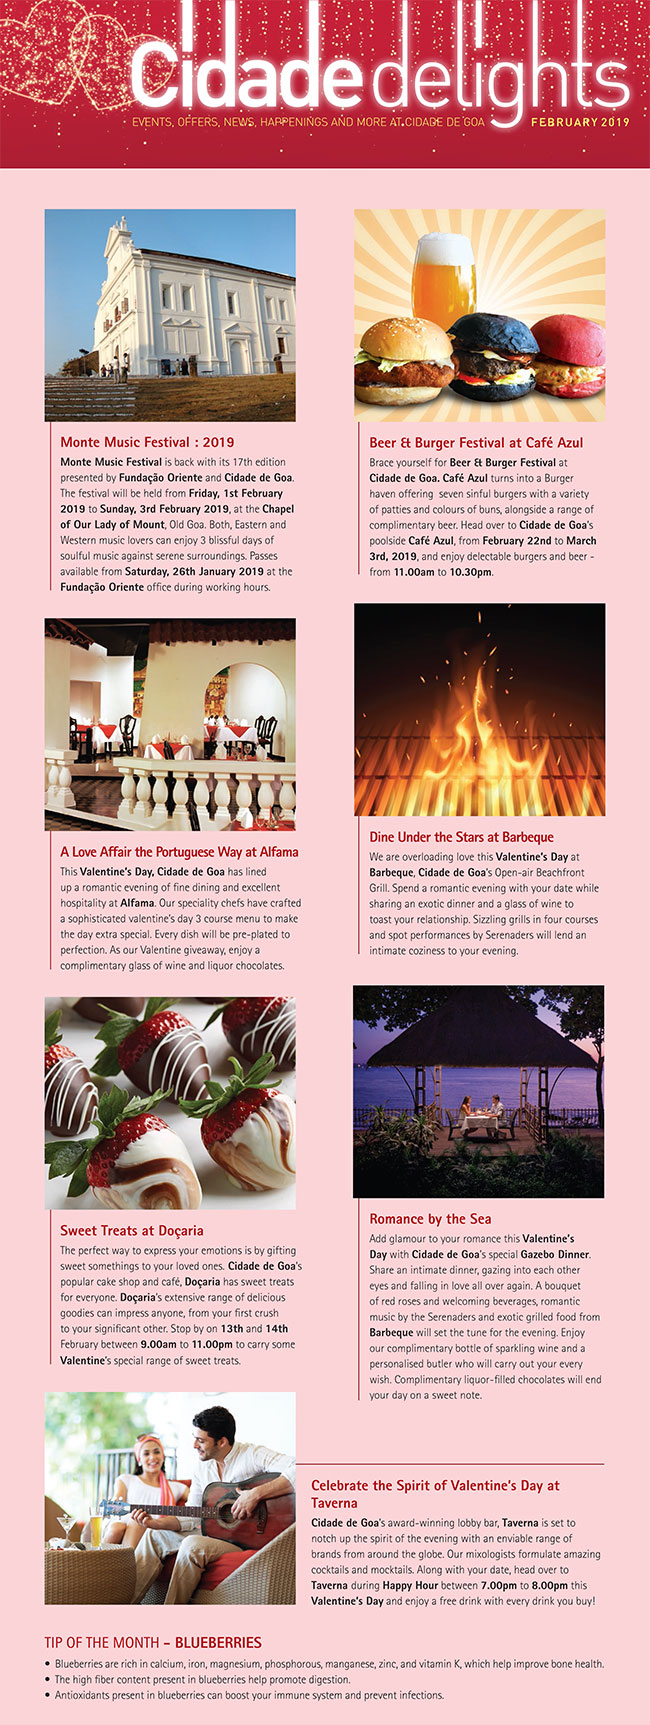 Cidade delights
EVENTS, OFFERS, NEWS, HAPPENINGS AND MORE AT CIDADE DE GOA FEBRUARY 2019
Monte Music Festival : 2019
Monte Music Festival is back with its 17th edition
presented by Fundação Oriente and Cidade de Goa.
The festival will be held from Friday, 1st February
2019 to Sunday, 3rd February 2019, at the Chapel
of Our Lady of Mount, Old Goa. Both, Eastern and
Western music lovers can enjoy 3 blissful days of
soulful music against serene surroundings. Passes
available from Saturday, 26th January 2019 at the
Fundação Oriente office during working hours.
Beer & Burger Festival at Café Azul
Brace yourself for Beer & Burger Festival at
Cidade de Goa. Café Azul turns into a Burger
haven offering seven sinful burgers with a variety
of patties and colours of buns, alongside a range of
complimentary beer. Head over to Cidade de Goa's
poolside Café Azul, from February 22nd to March
3rd, 2019, and enjoy delectable burgers and beer -
from 11.00am to 10.30pm.
A Love Affair the Portuguese Way at Alfama
This Valentine's Day, Cidade de Goa has lined
up a romantic evening of fine dining and excellent
hospitality at Alfama. Our speciality chefs have crafted
a sophisticated valentine's day 3 course menu to make
the day extra special. Every dish will be pre-plated to
perfection. As our Valentine giveaway, enjoy a
complimentary glass of wine and liquor chocolates.
Dine Under the Stars at Barbeque
We are overloading love this Valentine's Day at
Barbeque, Cidade de Goa's Open-air Beachfront
Grill. Spend a romantic evening with your date while
sharing an exotic dinner and a glass of wine to
toast your relationship. Sizzling grills in four courses
and spot performances by Serenaders will lend an
intimate coziness to your evening.
Sweet Treats at Doçaria
The perfect way to express your emotions is by gifting
sweet somethings to your loved ones. Cidade de Goa's
popular cake shop and café, Doçaria has sweet treats
for everyone. Doçaria's extensive range of delicious
goodies can impress anyone, from your first crush
to your significant other. Stop by on 13th and 14th
February between 9.00am to 11.00pm to carry some
Valentine's special range of sweet treats.
Romance by the Sea
Add glamour to your romance this Valentine's
Day with Cidade de Goa's special Gazebo Dinner.
Share an intimate dinner, gazing into each other
eyes and falling in love all over again. A bouquet
of red roses and welcoming beverages, romantic
music by the Serenaders and exotic grilled food from
Barbeque will set the tune for the evening. Enjoy
our complimentary bottle of sparkling wine and a
personalised butler who will carry out your every
wish. Complimentary liquor-filled chocolates will end
your day on a sweet note.
Celebrate the Spirit of Valentine's Day at
Taverna
Cidade de Goa's award-winning lobby bar, Taverna is set to
notch up the spirit of the evening with an enviable range of
brands from around the globe. Our mixologists formulate amazing
cocktails and mocktails. Along with your date, head over to
Taverna during Happy Hour between 7.00pm to 8.00pm this
Valentine's Day and enjoy a free drink with every drink you buy!
TIP OF THE MONTH - BLUEBERRIES
• Blueberries are rich in calcium, iron, magnesium, phosphorous, manganese, zinc, and vitamin K, which help improve bone health.
• The high fiber content present in blueberries help promote digestion.
• Antioxidants present in blueberries can boost your immune system and prevent infections.